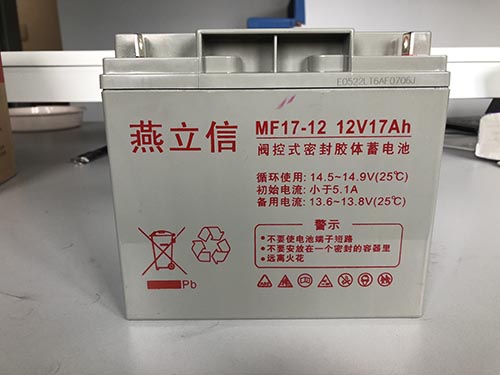 E0522LT6AF0706J
燕立信
MF17-12 12V17Ah
阀控式密封胶体蓄电池
循环使用: 14.5~14.9V(25℃)
初始电流: 小于5.1A
备用电流: 13.6~13.8V(25℃)
警示
•不要使电池端子短路
•不要安放在一个密封的容器里
•远离火花
Pb